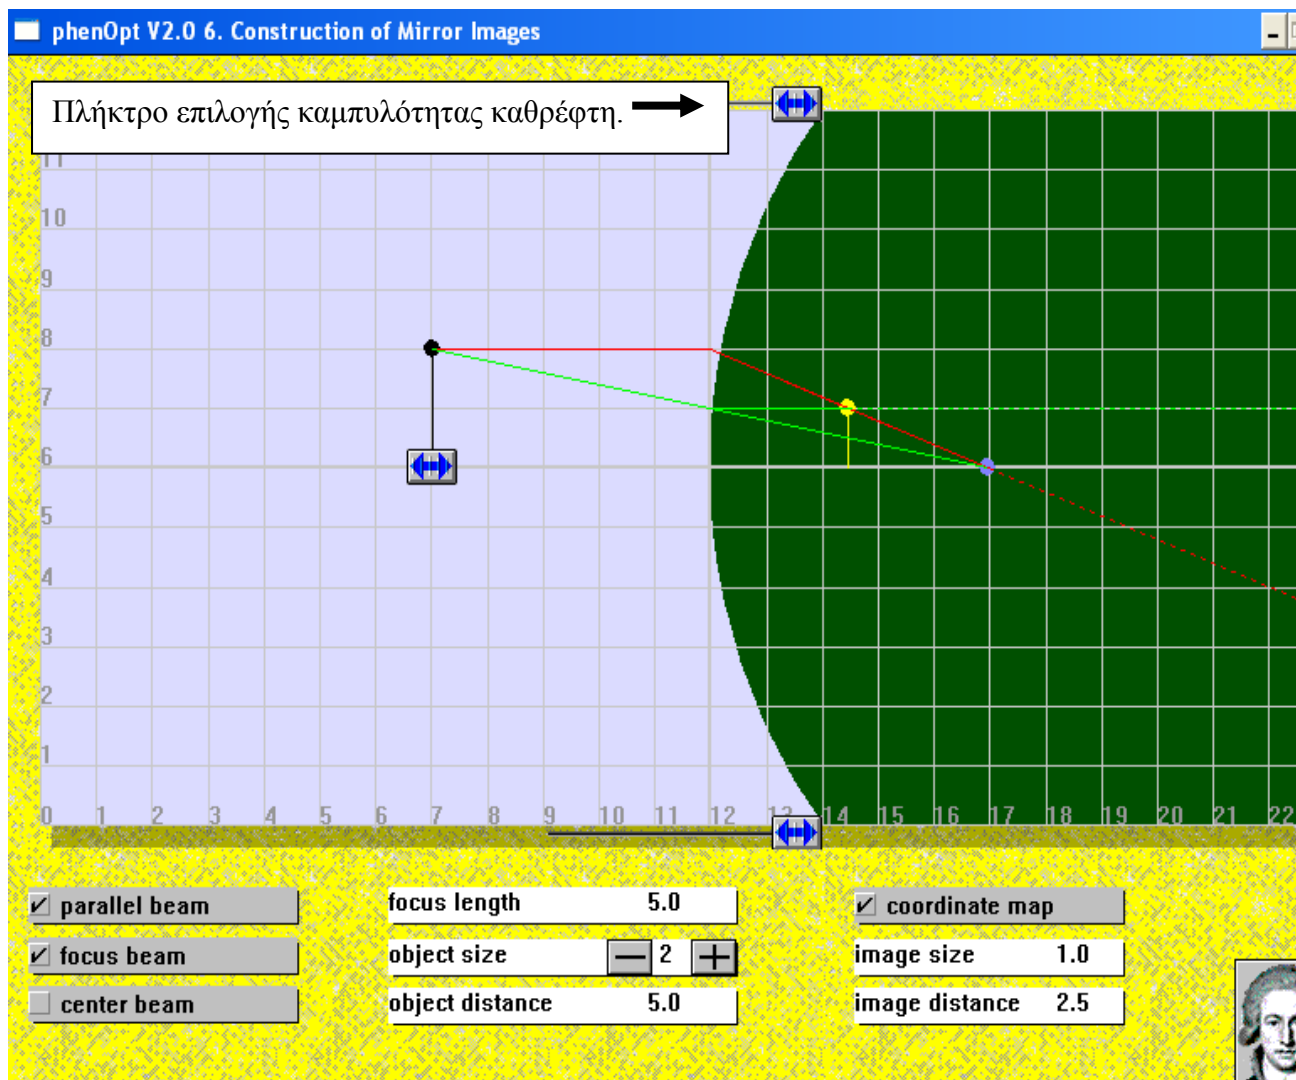 phenOpt V2.0 6. Construction of Mirror Images
Πλήκτρο επιλογής καμπυλότητας καθρέφτη.
11
10
9
8
7
6
5
4
3
2
1
0 1 2 3 4 5 6 7 8 9 10 11 12 13 14 15 16 17 18 19 20 21 22
parallel beam
focus length 5.0
coordinate map
focus beam
object size 2
image size 1.0
center beam
object distance 5.0
image distance 2.5